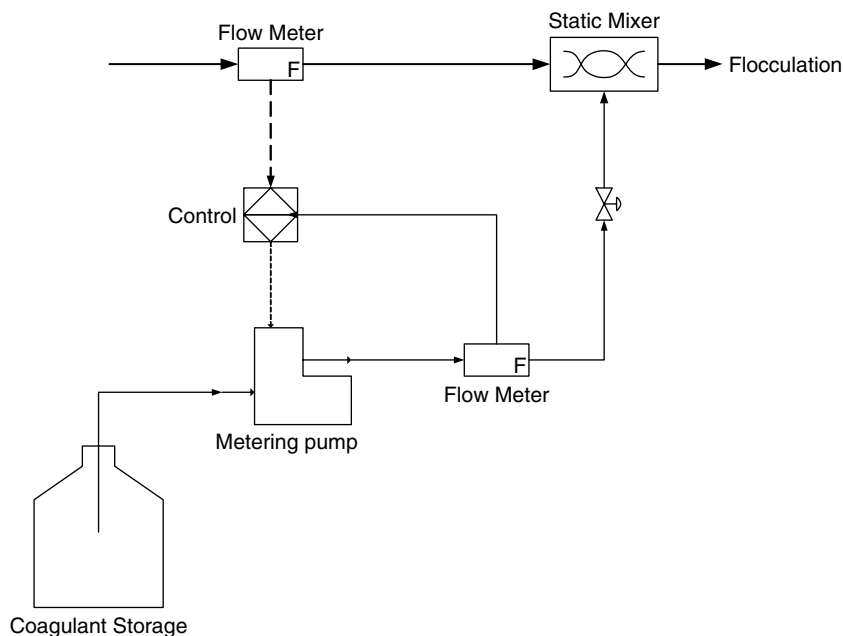 Static Mixer
Flow Meter
F
Flocculation
Control
F
Flow Meter
Metering pump
Coagulant Storage